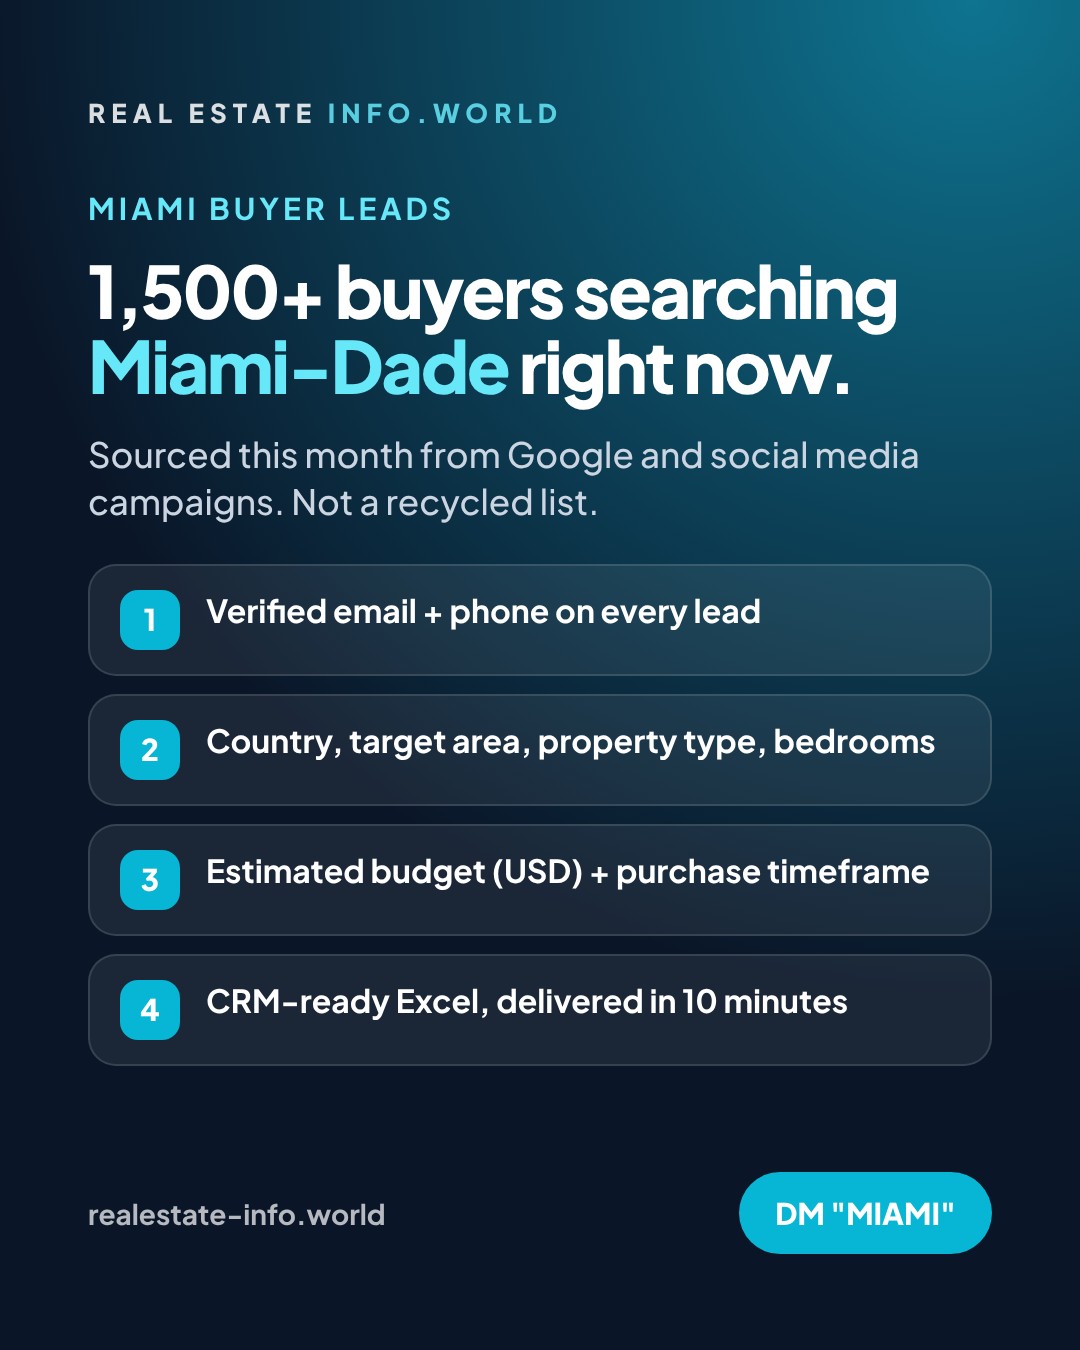 REAL ESTATE INFO.WORLD
MIAMI BUYER LEADS
1,500+ buyers searching
Miami-Dade right now.
Sourced this month from Google and social media
campaigns. Not a recycled list.
1 Verified email + phone on every lead
2 Country, target area, property type, bedrooms
3 Estimated budget (USD) + purchase timeframe
4 CRM-ready Excel, delivered in 10 minutes
realestate-info.world
DM "MIAMI"